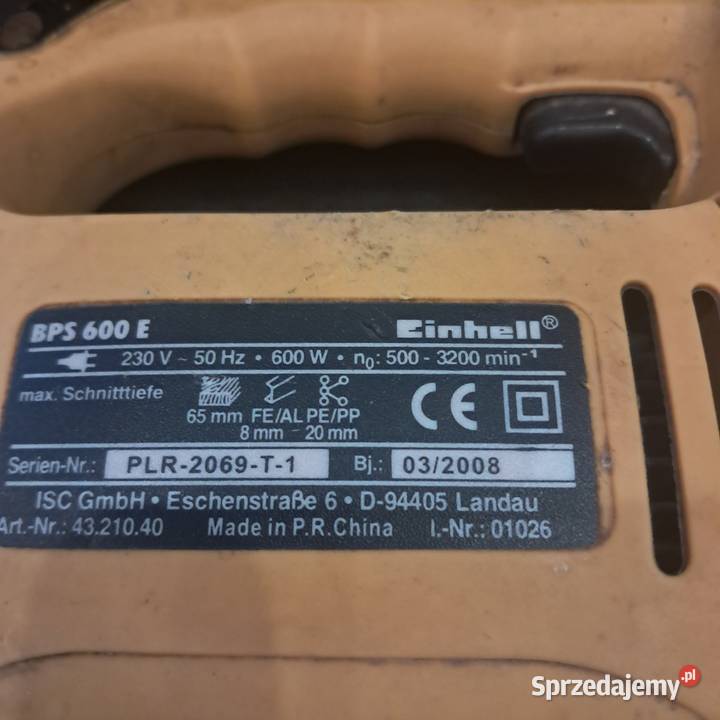 BPS 600 E Einhell®
230 V ~ 50 Hz • 600 W • n₀: 500 - 3200 min⁻¹
max. Schnitttiefe
65 mm FE/AL PE/PP
8 mm – 20 mm
CE
Serien-Nr.: PLR-2069-T-1 Bj.: 03/2008
ISC GmbH • Eschenstraße 6 • D-94405 Landau
Art.-Nr.: 43.210.40 Made in P.R.China I.-Nr.: 01026
Sprzedajemy.pl